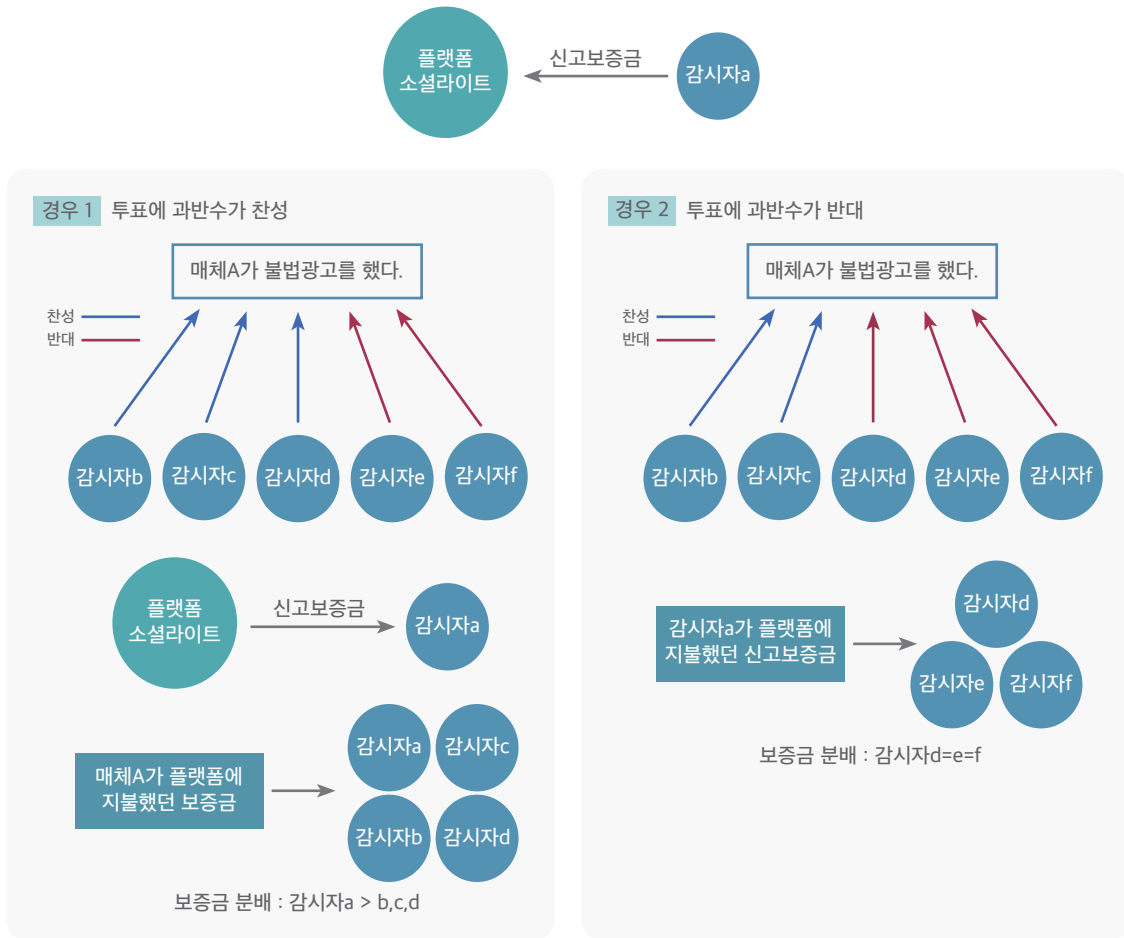 플랫폼
소셜라이트
신고보증금
감시자a
경우 1 투표에 과반수가 찬성
매체A가 불법광고를 했다.
찬성
반대
감시자b 감시자c 감시자d 감시자e 감시자f
플랫폼
소셜라이트
신고보증금
감시자a
매체A가 플랫폼에
지불했던 보증금
감시자a 감시자c
감시자b 감시자d
보증금 분배 : 감시자a > b,c,d
경우 2 투표에 과반수가 반대
매체A가 불법광고를 했다.
찬성
반대
감시자b 감시자c 감시자d 감시자e 감시자f
감시자a가 플랫폼에
지불했던 신고보증금
감시자d
감시자e 감시자f
보증금 분배 : 감시자d=e=f